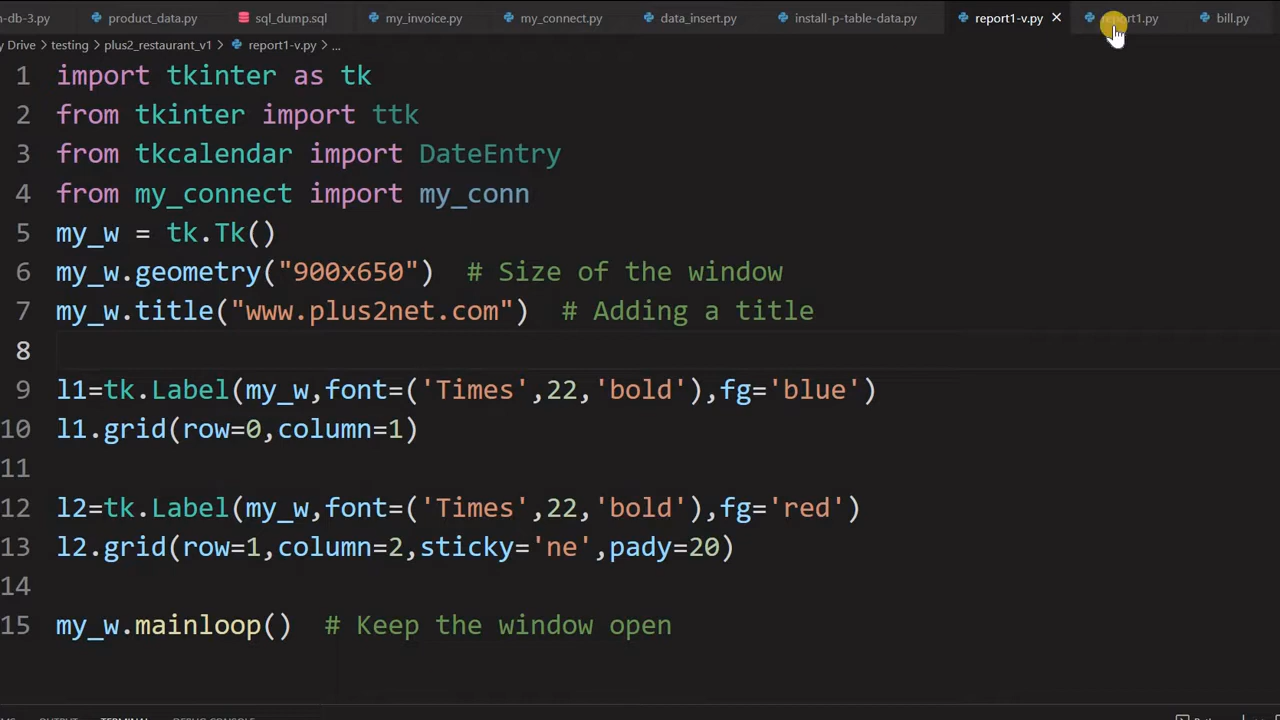 n-db-3.py product_data.py sql_dump.sql my_invoice.py my_connect.py data_insert.py install-p-table-data.py report1-v.py report1.py bill.py
y Drive > testing > plus2_restaurant_v1 > report1-v.py > ...
1 import tkinter as tk
2 from tkinter import ttk
3 from tkcalendar import DateEntry
4 from my_connect import my_conn
5 my_w = tk.Tk()
6 my_w.geometry("900x650")  # Size of the window
7 my_w.title("www.plus2net.com")  # Adding a title
8
9 l1=tk.Label(my_w,font=('Times',22,'bold'),fg='blue')
10 l1.grid(row=0,column=1)
11
12 l2=tk.Label(my_w,font=('Times',22,'bold'),fg='red')
13 l2.grid(row=1,column=2,sticky='ne',pady=20)
14
15 my_w.mainloop()  # Keep the window open